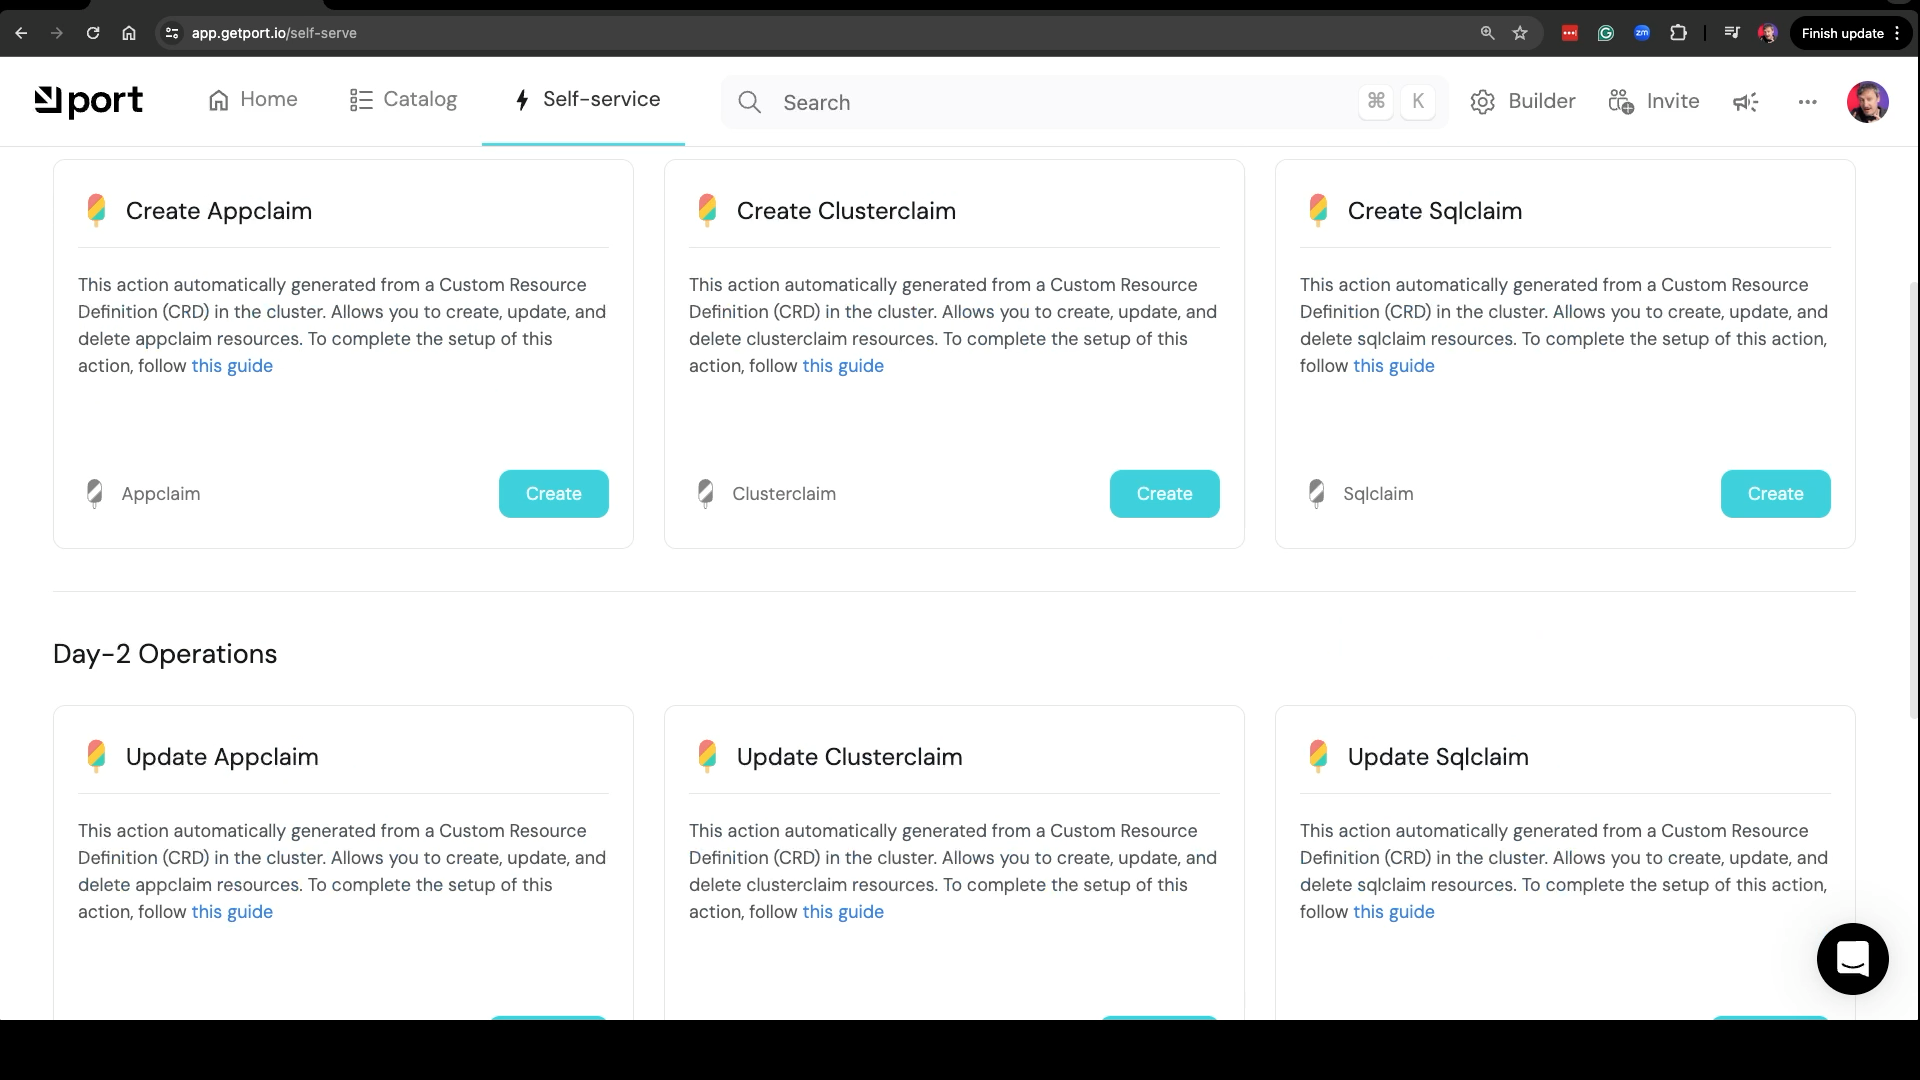 app.getport.io/self-serve
zm
Finish update
port
Home
Catalog
Self-service
Search
⌘
K
Builder
Invite
Create Appclaim
This action automatically generated from a Custom Resource
Definition (CRD) in the cluster. Allows you to create, update, and
delete appclaim resources. To complete the setup of this
action, follow this guide
Appclaim
Create
Create Clusterclaim
This action automatically generated from a Custom Resource
Definition (CRD) in the cluster. Allows you to create, update, and
delete clusterclaim resources. To complete the setup of this
action, follow this guide
Clusterclaim
Create
Create Sqlclaim
This action automatically generated from a Custom Resource
Definition (CRD) in the cluster. Allows you to create, update, and
delete sqlclaim resources. To complete the setup of this action,
follow this guide
Sqlclaim
Create
Day-2 Operations
Update Appclaim
This action automatically generated from a Custom Resource
Definition (CRD) in the cluster. Allows you to create, update, and
delete appclaim resources. To complete the setup of this
action, follow this guide
Update Clusterclaim
This action automatically generated from a Custom Resource
Definition (CRD) in the cluster. Allows you to create, update, and
delete clusterclaim resources. To complete the setup of this
action, follow this guide
Update Sqlclaim
This action automatically generated from a Custom Resource
Definition (CRD) in the cluster. Allows you to create, update, and
delete sqlclaim resources. To complete the setup of this action,
follow this guide